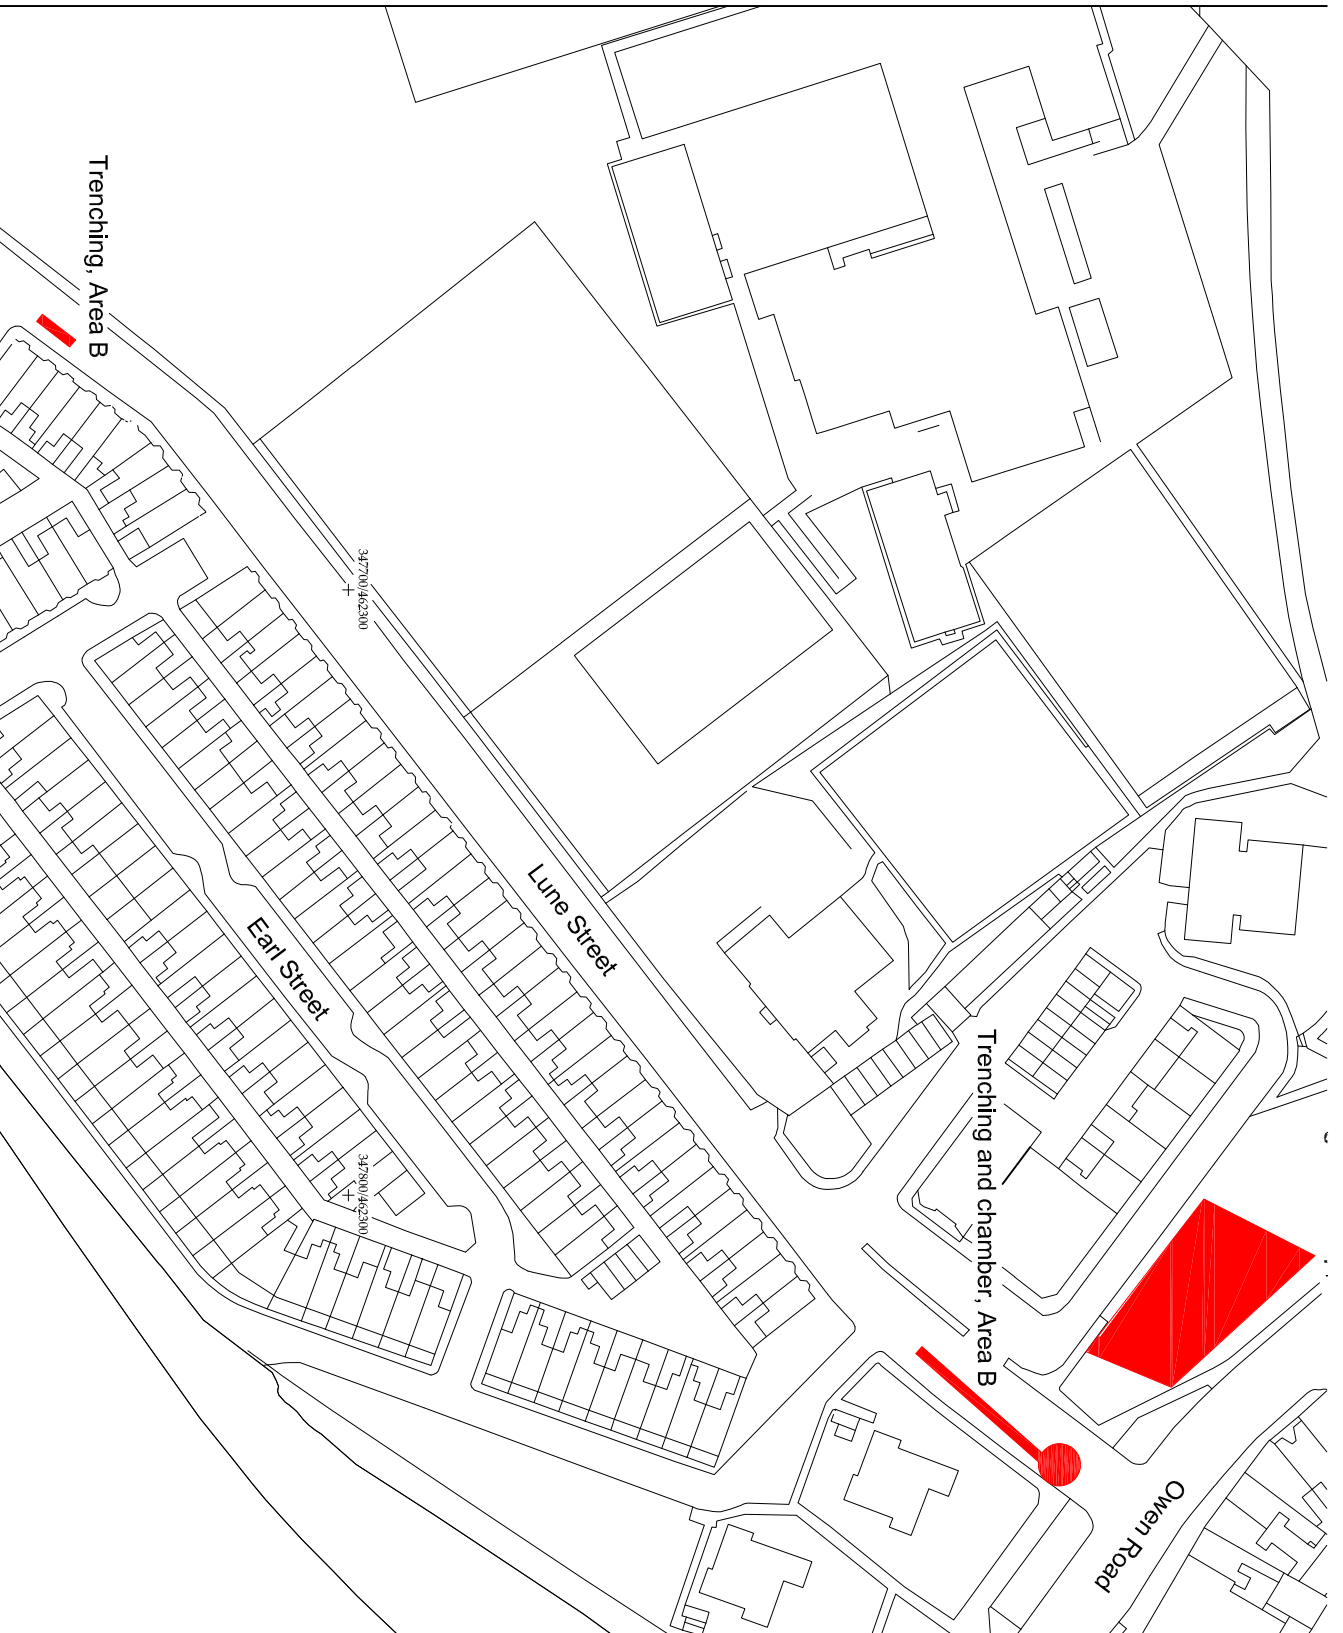 Trenching, Area B
347700/462300
Lune Street
Earl Street
Trenching and chamber, Area B
347800/462300
Owen Road